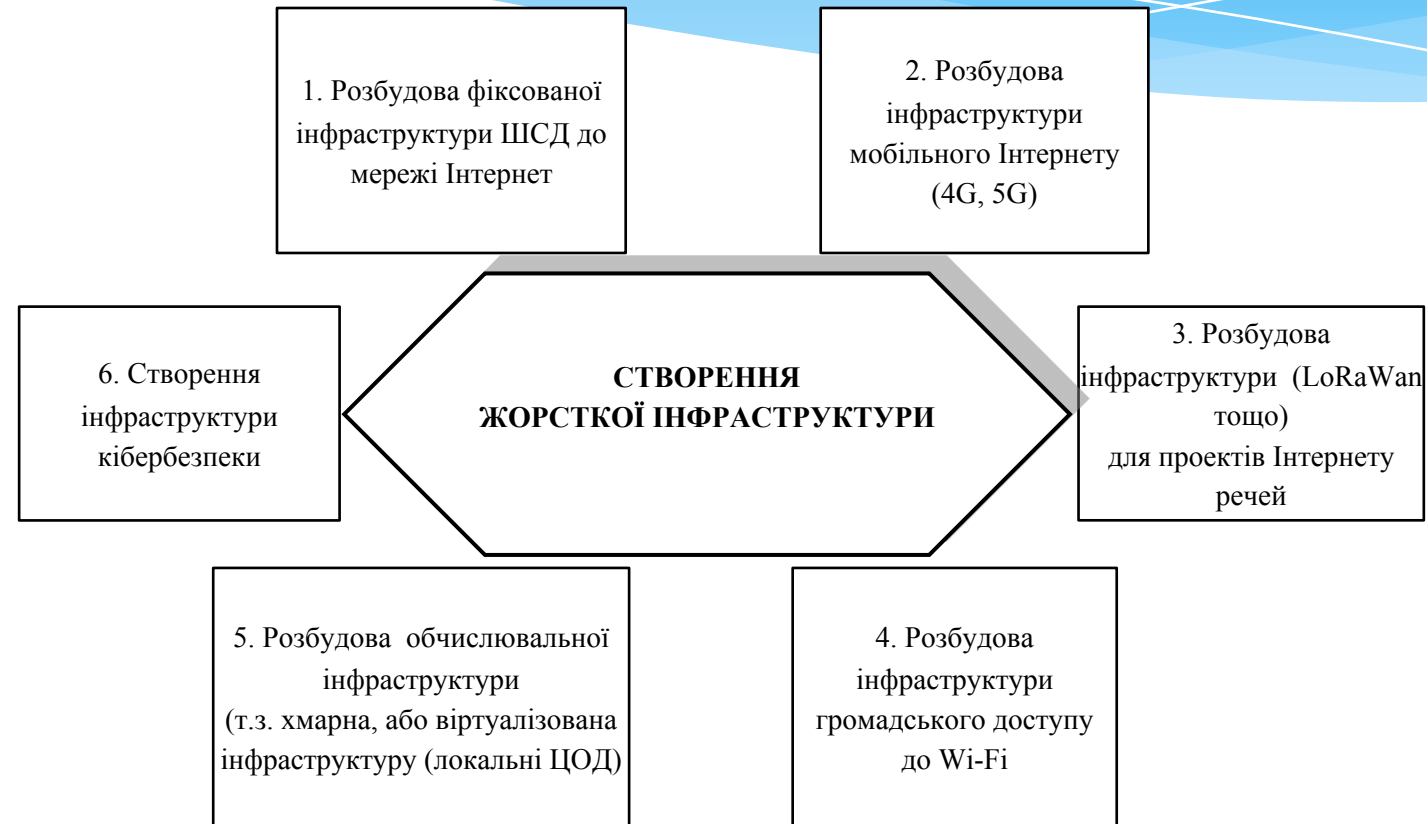 1. Розбудова фіксованої
інфраструктури ШСД до
мережі Інтернет
2. Розбудова
інфраструктури
мобільного Інтернету
(4G, 5G)
3. Розбудова
інфраструктури (LoRaWan
тощо)
для проектів Інтернету
речей
СТВОРЕННЯ
ЖОРСТКОЇ ІНФРАСТРУКТУРИ
6. Створення
інфраструктури
кібербезпеки
5. Розбудова обчислювальної
інфраструктури
(т.з. хмарна, або віртуалізована
інфраструктуру (локальні ЦОД)
4. Розбудова
інфраструктури
громадського доступу
до Wi-Fi